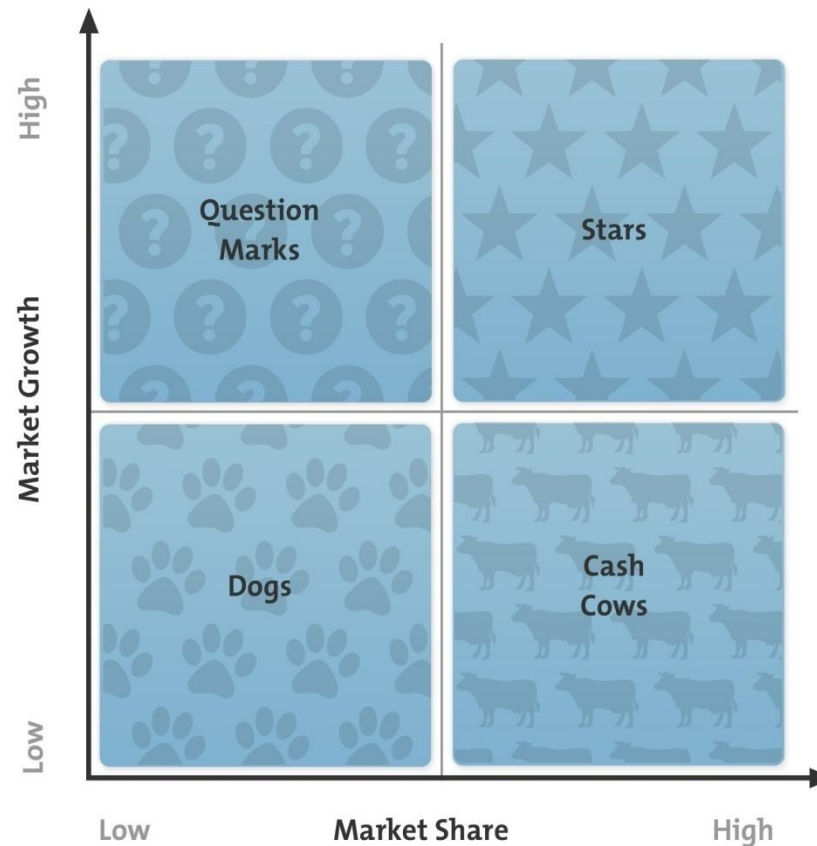 High
Question
Marks
Stars
Market Growth
Dogs
Cash
Cows
Low
Low
Market Share
High